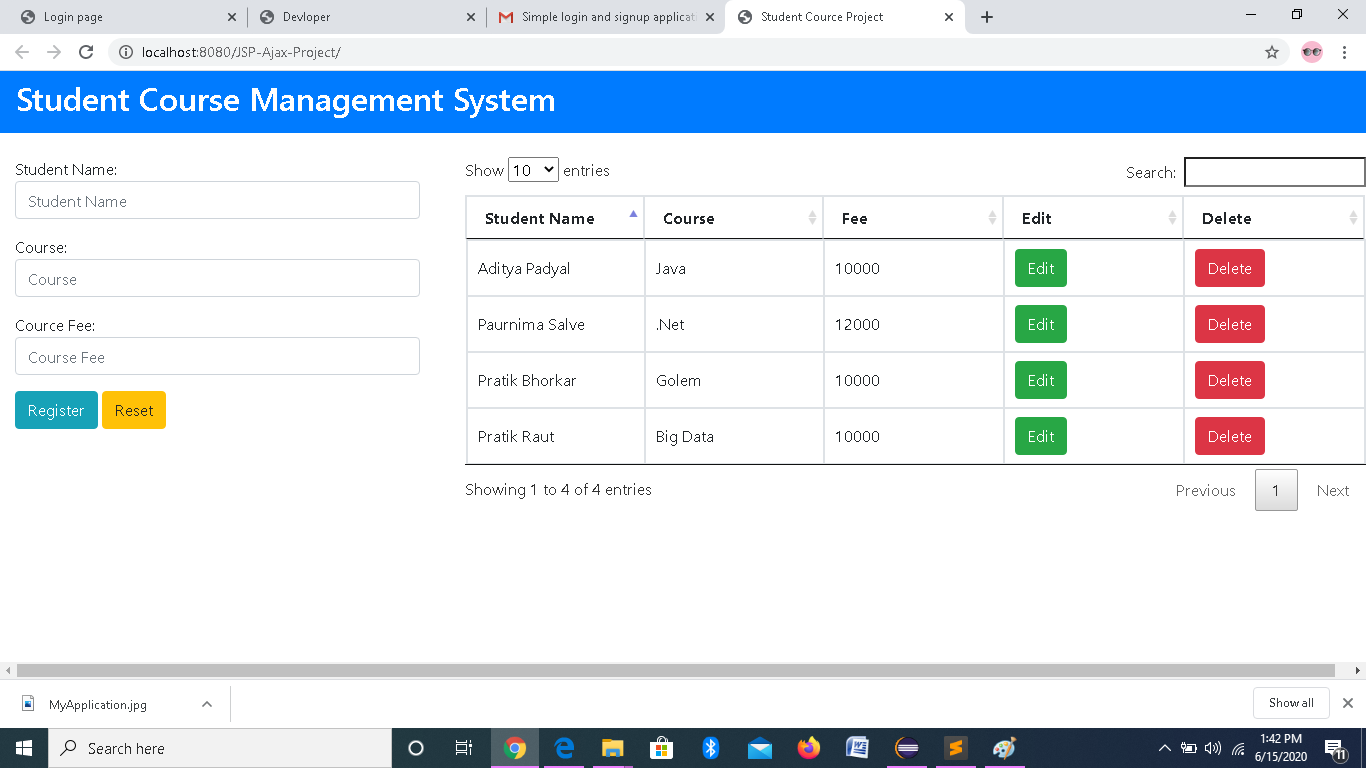 Login page
Devloper
Simple login and signup applicat
Student Cource Project
localhost:8080/JSP-Ajax-Project/
Student Course Management System
Student Name:
Student Name
Course:
Course
Cource Fee:
Course Fee
Register Reset
Show 10 entries
Search:
Student Name Course Fee Edit Delete
Aditya Padyal Java 10000 Edit Delete
Paurnima Salve .Net 12000 Edit Delete
Pratik Bhorkar Golem 10000 Edit Delete
Pratik Raut Big Data 10000 Edit Delete
Showing 1 to 4 of 4 entries
Previous 1 Next
MyApplication.jpg
Show all
Search here
1:42 PM
6/15/2020
11